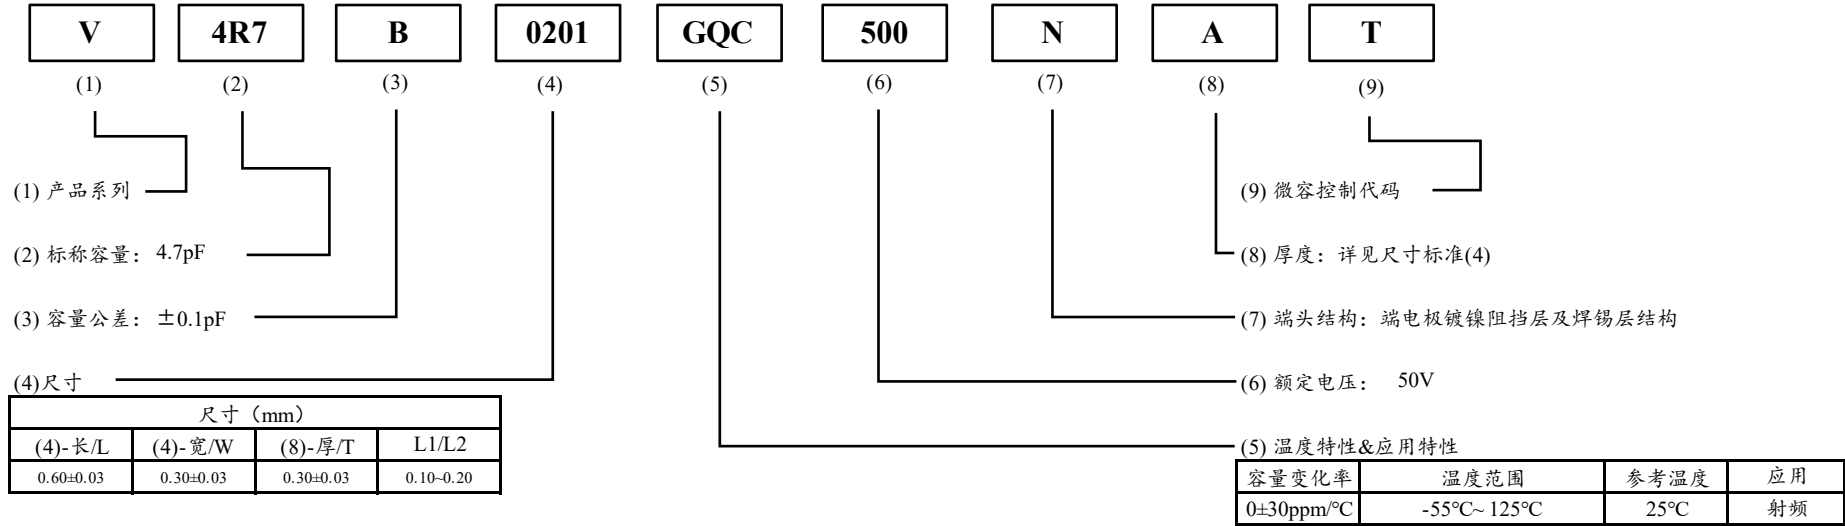 V 4R7 B 0201 GQC 500 N A T
(1) (2) (3) (4) (5) (6) (7) (8) (9)
(1) 产品系列
(9) 微容控制代码
(2) 标称容量： 4.7pF
(8) 厚度：详见尺寸标准(4)
(3) 容量公差： ±0.1pF
(7) 端头结构：端电极镀镍阻挡层及焊锡层结构
(4)尺寸
(6) 额定电压： 50V
尺寸（mm）
(4)-长/L (4)-宽/W (8)-厚/T L1/L2
0.60±0.03 0.30±0.03 0.30±0.03 0.10~0.20
(5) 温度特性&应用特性
容量变化率 温度范围 参考温度 应用
0±30ppm/℃ -55℃~ 125℃ 25℃ 射频